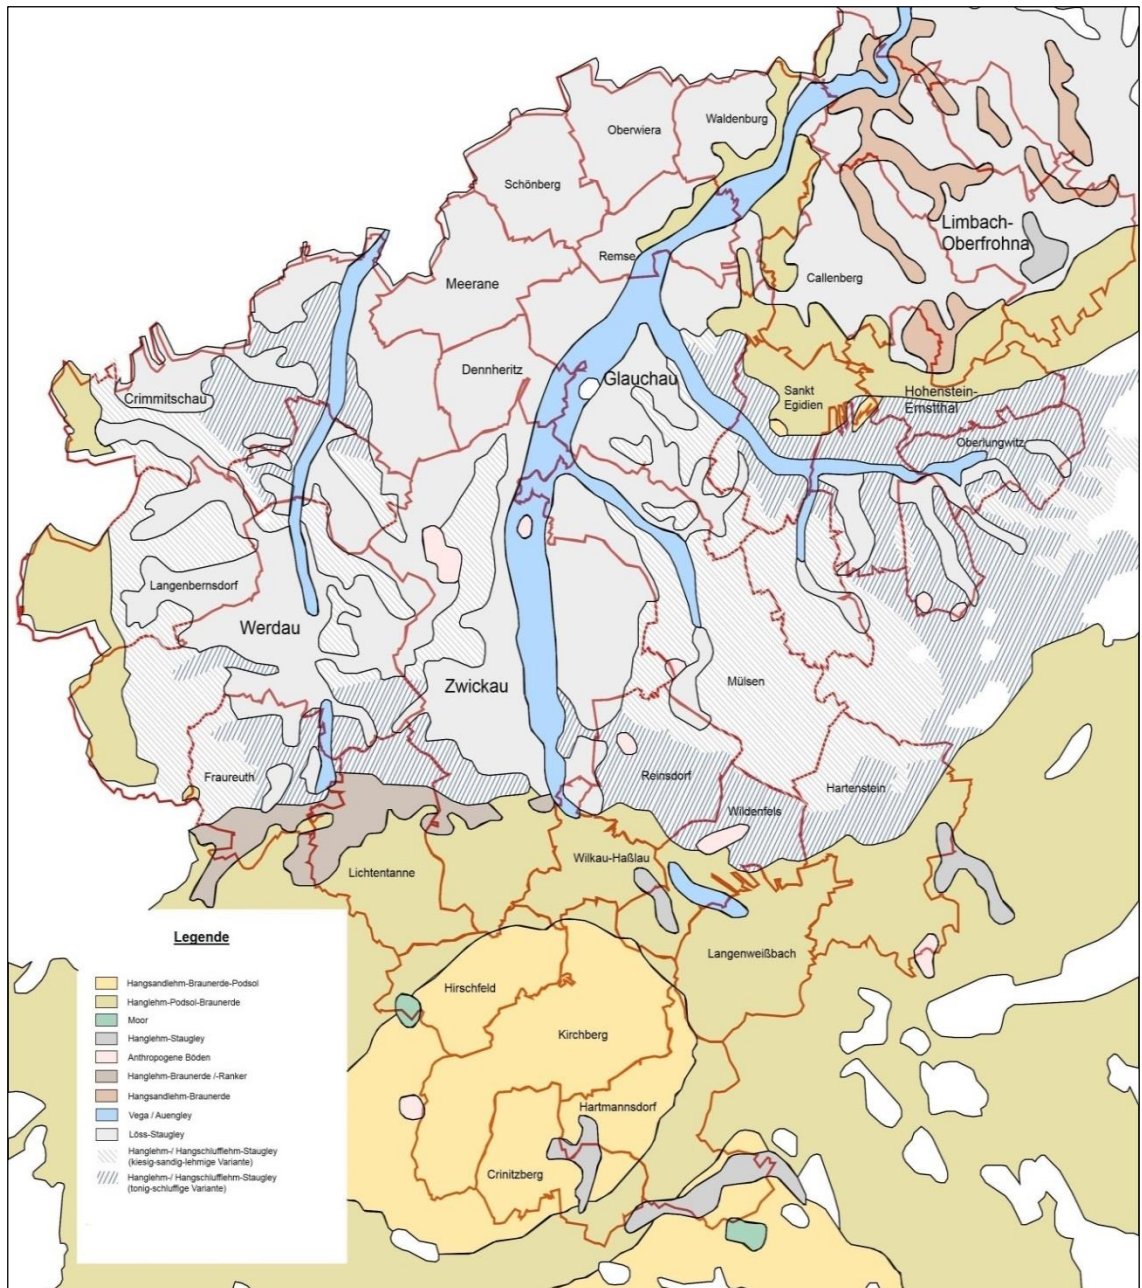 Oberwiera
Waldenburg
Schönberg
Limbach-
Oberfrohna
Remse
Callenberg
Meerane
Dennheritz
Glauchau
Crimmitschau
Sankt
Egidien
Hohenstein-
Ernstthal
Oberlungwitz
Langenbernsdorf
Werdau
Zwickau
Mülsen
Fraureuth
Reinsdorf
Hartenstein
Wildenfels
Lichtentanne
Wilkau-Haßlau
Langenweißbach
Hirschfeld
Kirchberg
Hartmannsdorf
Crinitzberg
Legende
Hangsandlehm-Braunerde-Podsol
Hanglehm-Podsol-Braunerde
Moor
Hanglehm-Staugley
Anthropogene Böden
Hanglehm-Braunerde /-Ranker
Hangsandlehm-Braunerde
Vega / Auengley
Löss-Staugley
Hanglehm-/ Hangschlufflehm-Staugley
(kiesig-sandig-lehmige Variante)
Hanglehm-/ Hangschlufflehm-Staugley
(tonig-schluffige Variante)